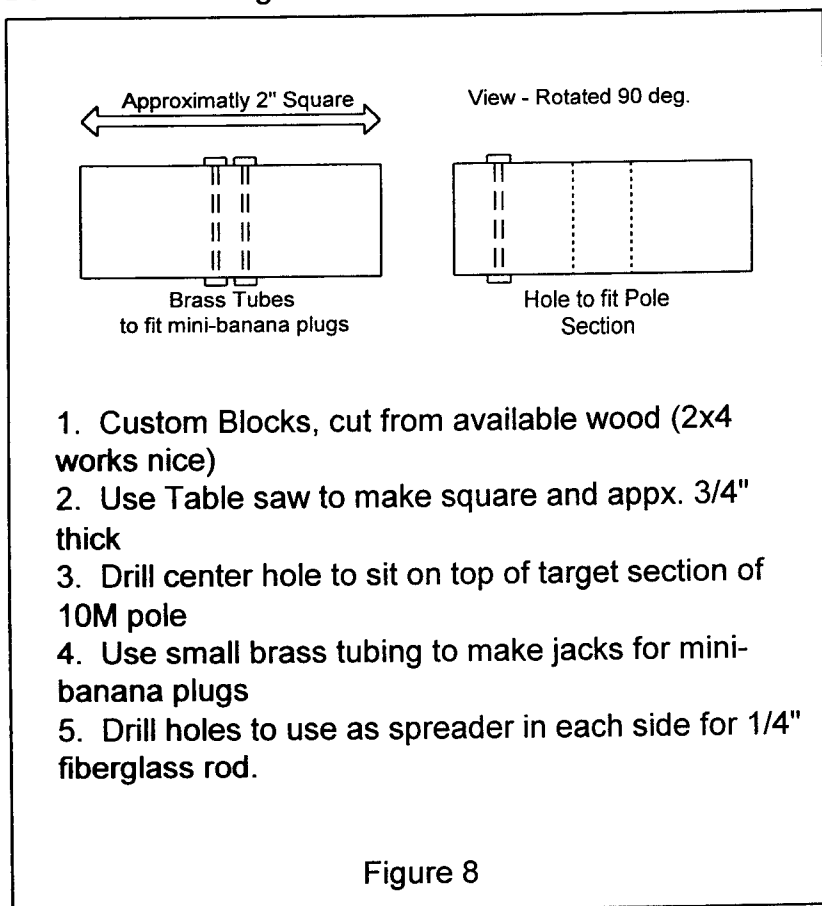 Approximatly 2" Square
View - Rotated 90 deg.
Brass Tubes
to fit mini-banana plugs
Hole to fit Pole
Section
1. Custom Blocks, cut from available wood (2x4
works nice)
2. Use Table saw to make square and appx. 3/4"
thick
3. Drill center hole to sit on top of target section of
10M pole
4. Use small brass tubing to make jacks for mini-
banana plugs
5. Drill holes to use as spreader in each side for 1/4"
fiberglass rod.
Figure 8